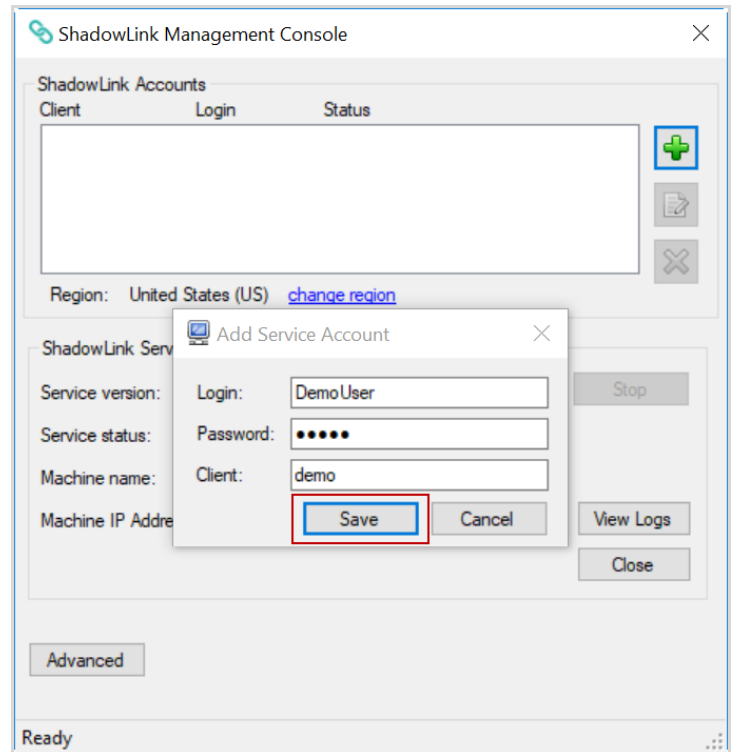 ShadowLink Management Console
ShadowLink Accounts
Client Login Status
Region: United States (US) change region
Add Service Account
ShadowLink Serv
Login: DemoUser
Service version: Stop
Password: •••••
Service status:
Client: demo
Machine name:
Save Cancel
Machine IP Addre View Logs
Close
Advanced
Ready